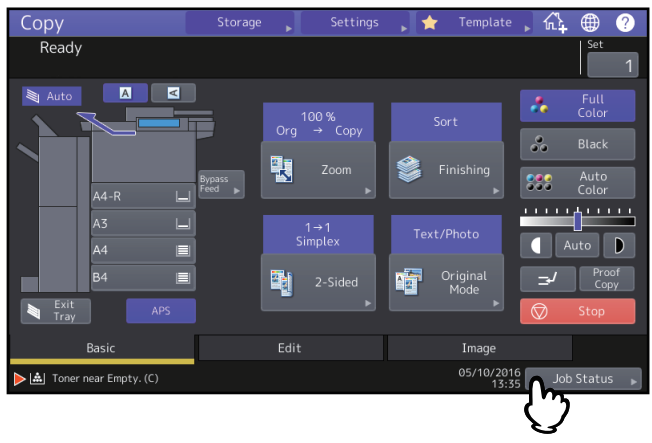 Copy
Storage
Settings
Template
?
Ready
Set
1
Auto
A
A
100 %
Org → Copy
Zoom
Sort
Finishing
Full
Color
Black
Auto
Color
Bypass
Feed
A4-R
A3
A4
B4
1→1
Simplex
2-Sided
Text/Photo
Original
Mode
Auto
Proof
Copy
Exit
Tray
APS
Stop
Basic
Edit
Image
Toner near Empty. (C)
05/10/2016
13:35
Job Status